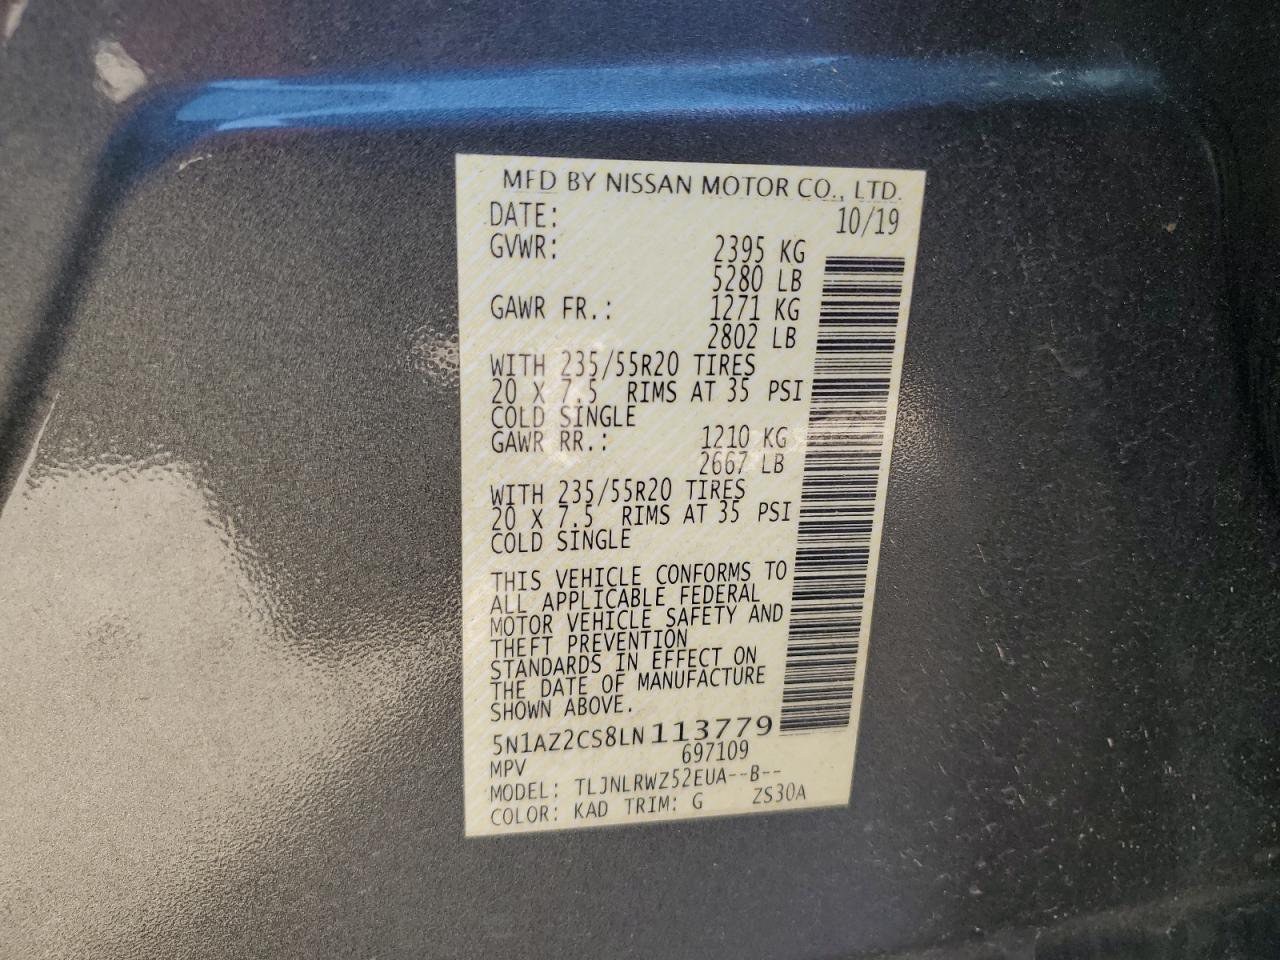 MFD BY NISSAN MOTOR CO., LTD.
DATE: 10/19
GVWR: 2395 KG
5280 LB
GAWR FR.: 1271 KG
2802 LB
WITH 235/55R20 TIRES
20 X 7.5 RIMS AT 35 PSI
COLD SINGLE
GAWR RR.: 1210 KG
2667 LB
WITH 235/55R20 TIRES
20 X 7.5 RIMS AT 35 PSI
COLD SINGLE
THIS VEHICLE CONFORMS TO
ALL APPLICABLE FEDERAL
MOTOR VEHICLE SAFETY AND
THEFT PREVENTION
STANDARDS IN EFFECT ON
THE DATE OF MANUFACTURE
SHOWN ABOVE.
5N1AZ2CS8LN113779
MPV 697109
MODEL: TLJNLRWZ52EUA--B--
COLOR: KAD TRIM: G ZS30A